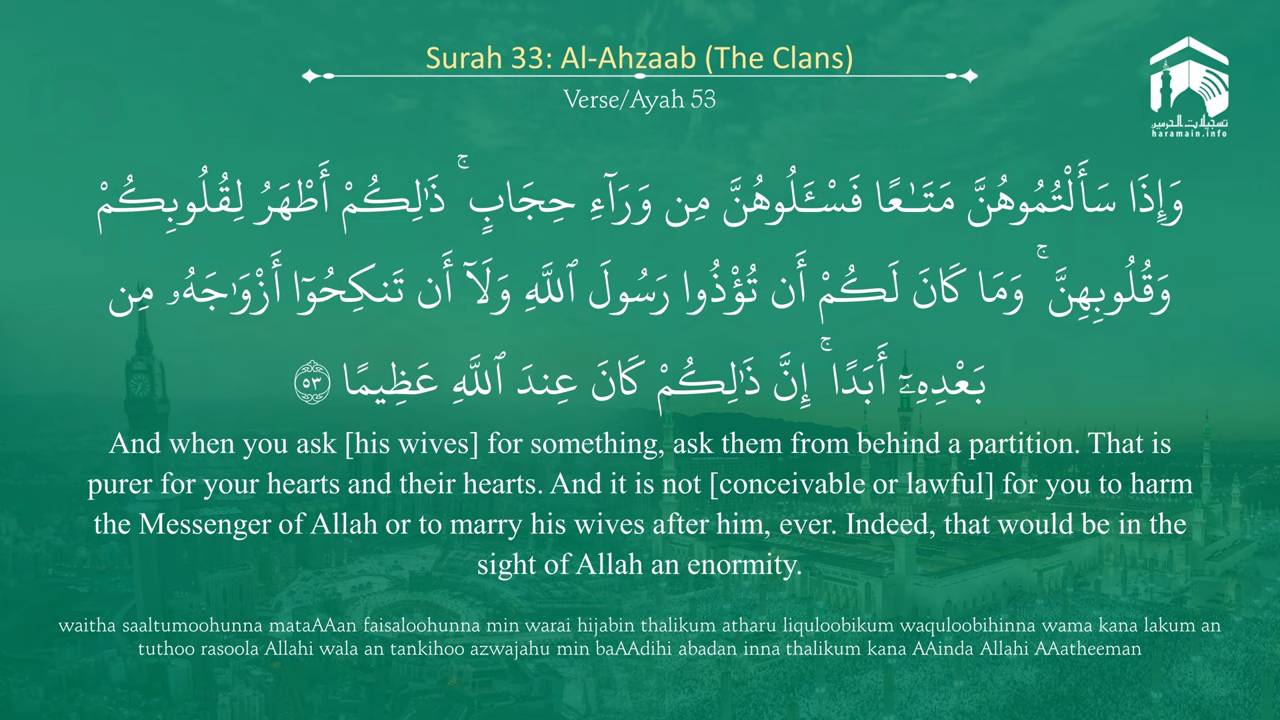 Surah 33: Al-Ahzaab (The Clans)
Verse/Ayah 53
تسجيلات الحرمين
haramain.info
وَإِذَا سَأَلْتُمُوهُنَّ مَتَـٰعًا فَسْـَٔلُوهُنَّ مِن وَرَآءِ حِجَابٍ ۚ ذَٰلِكُمْ أَطْهَرُ لِقُلُوبِكُمْ
وَقُلُوبِهِنَّ ۚ وَمَا كَانَ لَكُمْ أَن تُؤْذُوا رَسُولَ ٱللَّهِ وَلَآ أَن تَنكِحُوٓا أَزْوَٰجَهُۥ مِن
بَعْدِهِۦٓ أَبَدًا ۚ إِنَّ ذَٰلِكُمْ كَانَ عِندَ ٱللَّهِ عَظِيمًا ٥٣
And when you ask [his wives] for something, ask them from behind a partition. That is
purer for your hearts and their hearts. And it is not [conceivable or lawful] for you to harm
the Messenger of Allah or to marry his wives after him, ever. Indeed, that would be in the
sight of Allah an enormity.
waitha saaltumoohunna mataAAan faisaloohunna min warai hijabin thalikum atharu liquloobikum waquloobihinna wama kana lakum an
tuthoo rasoola Allahi wala an tankihoo azwajahu min baAAdihi abadan inna thalikum kana AAinda Allahi AAatheeman